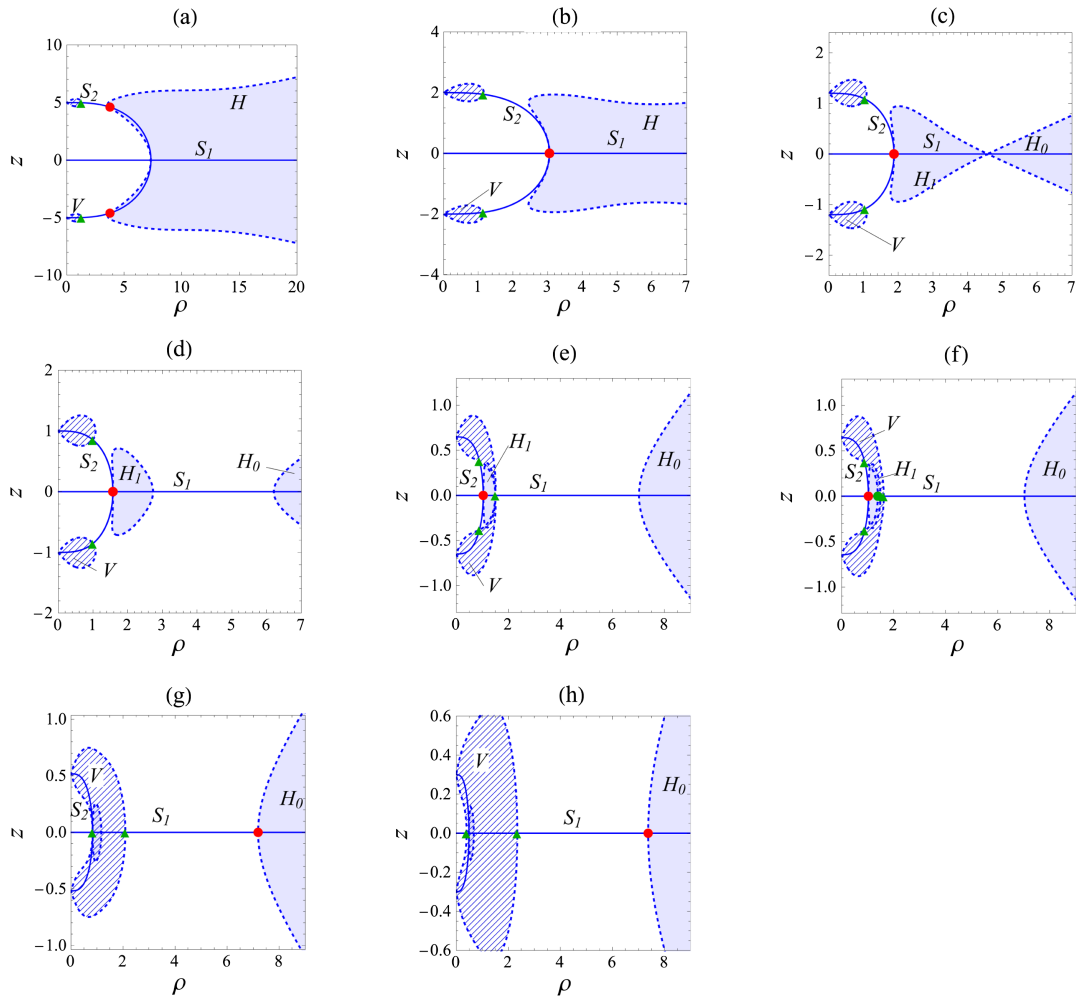 (a)
10
5
0
−5
−10
z
S2
V
H
S1
0 5 10 15 20
ρ
(b)
4
2
0
−2
−4
z
S2
H
S1
V
0 1 2 3 4 5 6 7
ρ
(c)
2
1
0
−1
−2
z
S2
S1
H0
H1
V
0 1 2 3 4 5 6 7
ρ
(d)
2
1
0
−1
−2
z
S2
H1
S1
H0
V
0 1 2 3 4 5 6 7
ρ
(e)
1.0
0.5
0.0
−0.5
−1.0
z
H1
S2
S1
H0
V
0 2 4 6 8
ρ
(f)
1.0
0.5
0.0
−0.5
−1.0
z
V
S2
H1
S1
H0
0 2 4 6 8
ρ
(g)
1.0
0.5
0.0
−0.5
−1.0
z
V
S2
S1
H0
0 2 4 6 8
ρ
(h)
0.6
0.4
0.2
0.0
−0.2
−0.4
−0.6
z
V
S1
H0
0 2 4 6 8
ρ